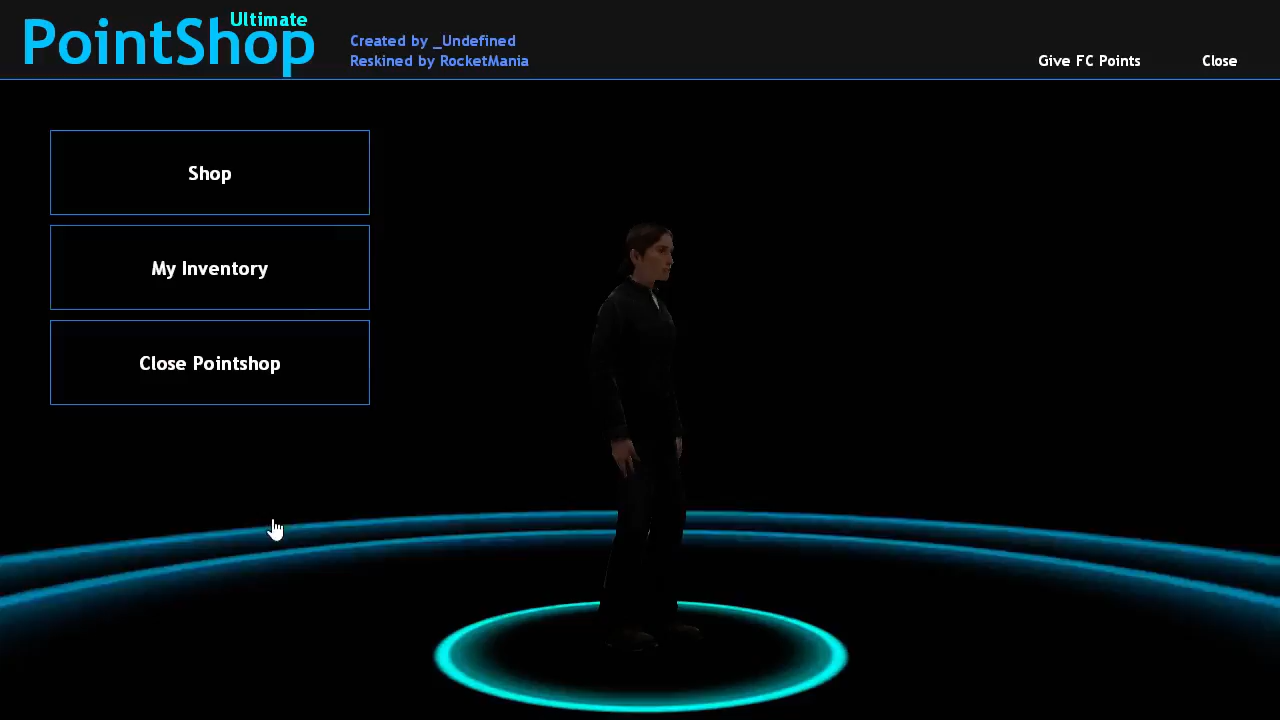 Ultimate
PointShop
Created by _Undefined
Reskined by RocketMania
Give FC Points
Close
Shop
My Inventory
Close Pointshop